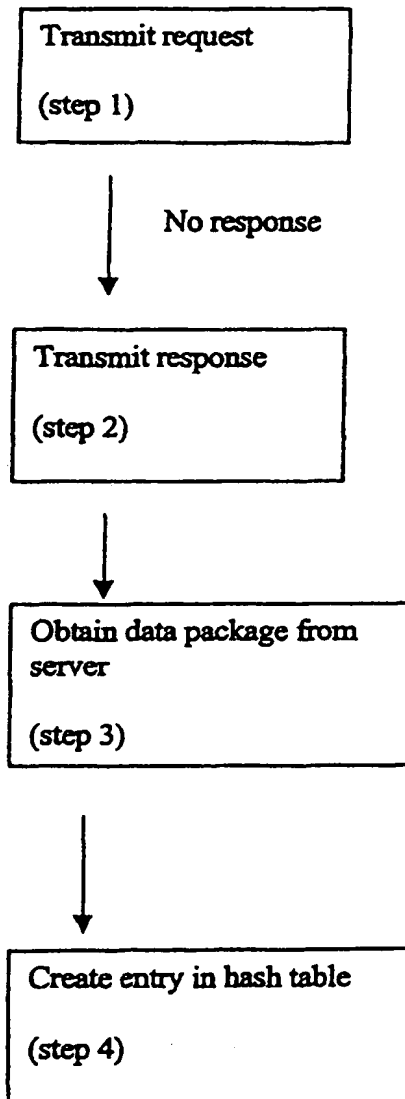 Transmit request
(step 1)
No response
Transmit response
(step 2)
Obtain data package from
server
(step 3)
Create entry in hash table
(step 4)